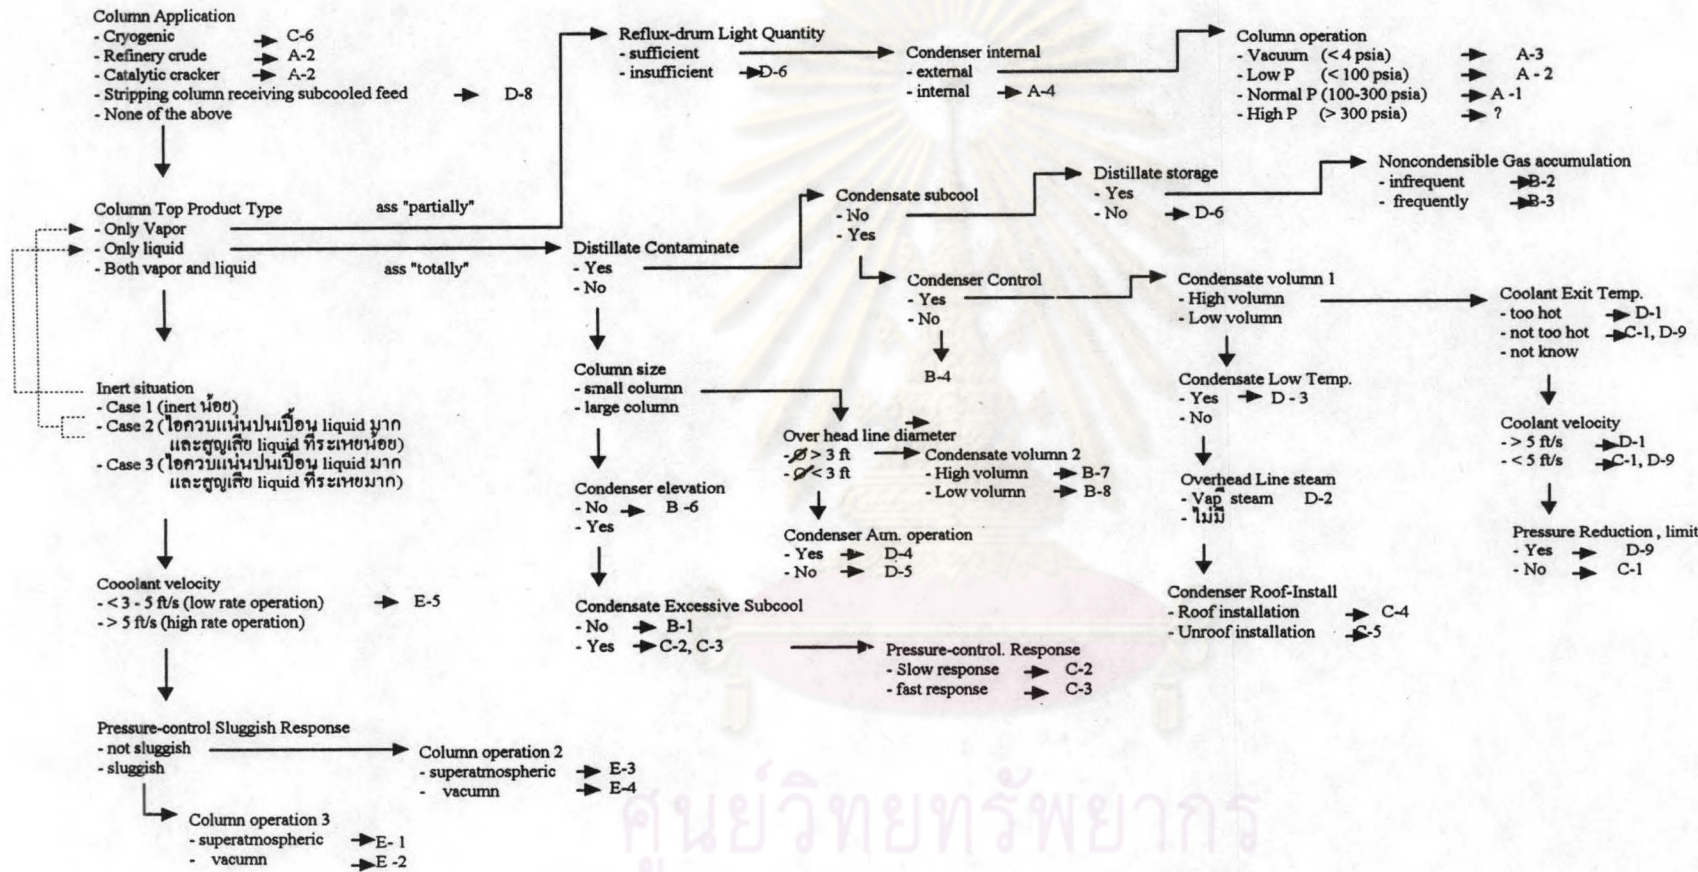 Column Application
- Cryogenic C-6
- Refinery crude A-2
- Catalytic cracker A-2
- Stripping column receiving subcooled feed D-8
- None of the above
Reflux-drum Light Quantity
- sufficient
- insufficient D-6
Condenser internal
- external
- internal A-4
Column operation
- Vacuum (< 4 psia) A-3
- Low P (< 100 psia) A - 2
- Normal P (100-300 psia) A -1
- High P (> 300 psia) ?
Column Top Product Type
- Only Vapor
- Only liquid
- Both vapor and liquid
ass "partially"
ass "totally"
Distillate Contaminate
- Yes
- No
Condensate subcool
- No
- Yes
Distillate storage
- Yes
- No D-6
Noncondensible Gas accumulation
- infrequent B-2
- frequently B-3
Condenser Control
- Yes
- No
B-4
Condensate volumn 1
- High volumn
- Low volumn
Coolant Exit Temp.
- too hot D-1
- not too hot C-1, D-9
- not know
Inert situation
- Case 1 (inert น้อย)
- Case 2 (ไอควบแน่นปนเปื้อน liquid มาก
และสูญเสีย liquid ที่ระเหยน้อย)
- Case 3 (ไอควบแน่นปนเปื้อน liquid มาก
และสูญเสีย liquid ที่ระเหยมาก)
Column size
- small column
- large column
Over head line diameter
- Ø > 3 ft
- Ø < 3 ft
Condensate volumn 2
- High volumn B-7
- Low volumn B-8
Condensate Low Temp.
- Yes D - 3
- No
Coolant velocity
- > 5 ft/s D-1
- < 5 ft/s C-1, D-9
Condenser elevation
- No B -6
- Yes
Overhead Line steam
- Vap steam D-2
- ไม่มี
Condenser Atm. operation
- Yes D-4
- No D-5
Pressure Reduction , limit
- Yes D-9
- No C-1
Cooolant velocity
- < 3 - 5 ft/s (low rate operation) E-5
- > 5 ft/s (high rate operation)
Condensate Excessive Subcool
- No B-1
- Yes C-2, C-3
Condenser Roof-Install
- Roof installation C-4
- Unroof installation C-5
Pressure-control. Response
- Slow response C-2
- fast response C-3
Pressure-control Sluggish Response
- not sluggish
- sluggish
Column operation 2
- superatmospheric E-3
- vacumn E-4
Column operation 3
- superatmospheric E- 1
- vacumn E -2
ศูนย์วิทยทรัพยากร